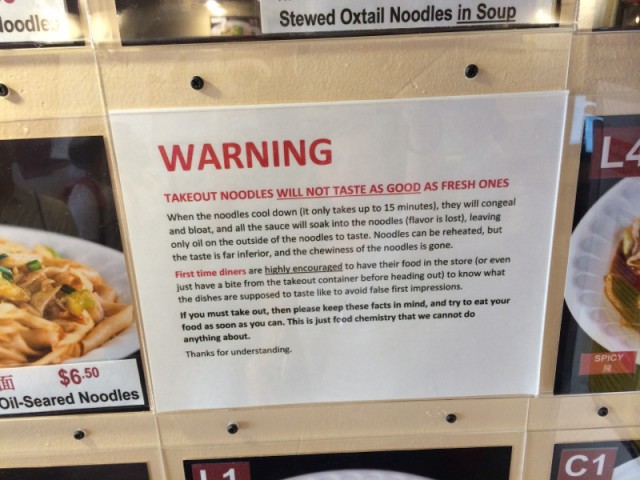 Noodles
Stewed Oxtail Noodles in Soup
WARNING
TAKEOUT NOODLES WILL NOT TASTE AS GOOD AS FRESH ONES
When the noodles cool down (it only takes up to 15 minutes), they will congeal
and bloat, and all the sauce will soak into the noodles (flavor is lost), leaving
only oil on the outside of the noodles to taste. Noodles can be reheated, but
the taste is far inferior, and the chewiness of the noodles is gone.
First time diners are highly encouraged to have their food in the store (or even
just have a bite from the takeout container before heading out) to know what
the dishes are supposed to taste like to avoid false first impressions.
If you must take out, then please keep these facts in mind, and try to eat your
food as soon as you can. This is just food chemistry that we cannot do
anything about.
Thanks for understanding.
面
$6.50
Oil-Seared Noodles
L4
SPICY
辣
L1
C1